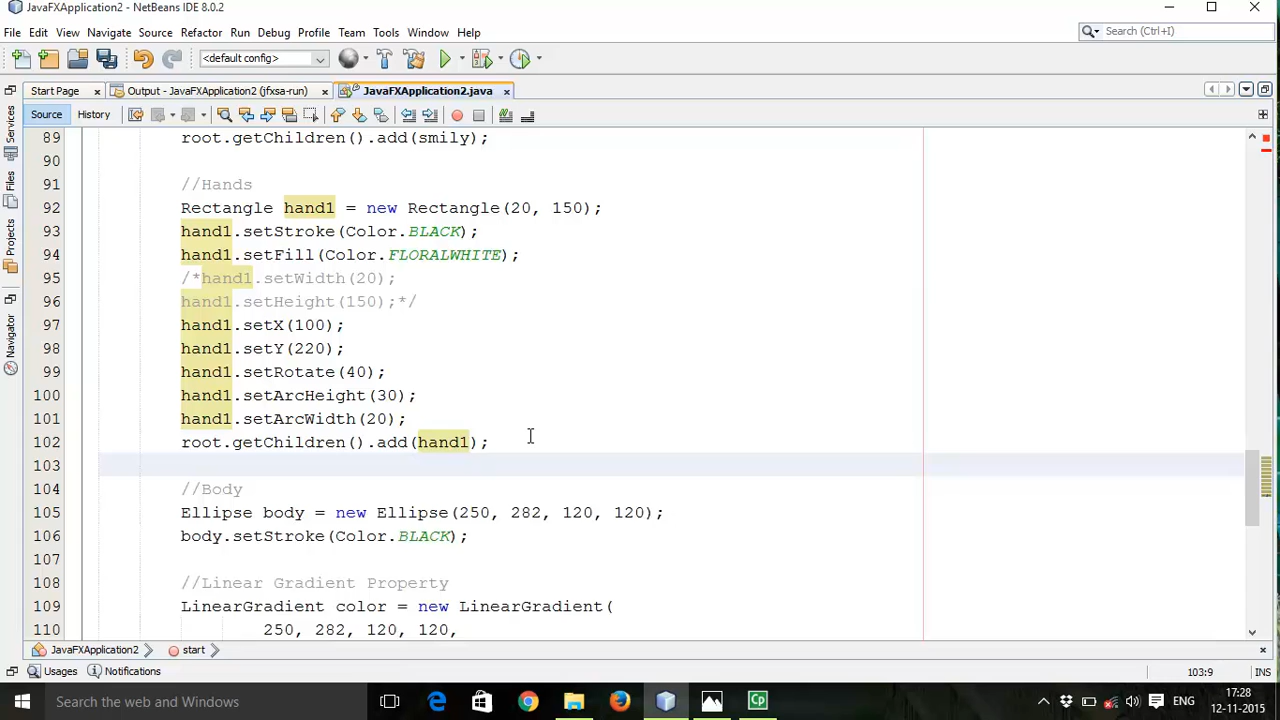 JavaFXApplication2 - NetBeans IDE 8.0.2
File Edit View Navigate Source Refactor Run Debug Profile Team Tools Window Help
Search (Ctrl+I)
<default config>
Start Page Output - JavaFXApplication2 (jfxsa-run) JavaFXApplication2.java
Source History
Services
Files
Projects
Navigator
89 root.getChildren().add(smily);
90
91 //Hands
92 Rectangle hand1 = new Rectangle(20, 150);
93 hand1.setStroke(Color.BLACK);
94 hand1.setFill(Color.FLORALWHITE);
95 /*hand1.setWidth(20);
96 hand1.setHeight(150);*/
97 hand1.setX(100);
98 hand1.setY(220);
99 hand1.setRotate(40);
100 hand1.setArcHeight(30);
101 hand1.setArcWidth(20);
102 root.getChildren().add(hand1);
103
104 //Body
105 Ellipse body = new Ellipse(250, 282, 120, 120);
106 body.setStroke(Color.BLACK);
107
108 //Linear Gradient Property
109 LinearGradient color = new LinearGradient(
110 250, 282, 120, 120,
JavaFXApplication2 start
Usages Notifications 103:9 INS
Search the web and Windows
Cp
ENG
17:28
12-11-2015